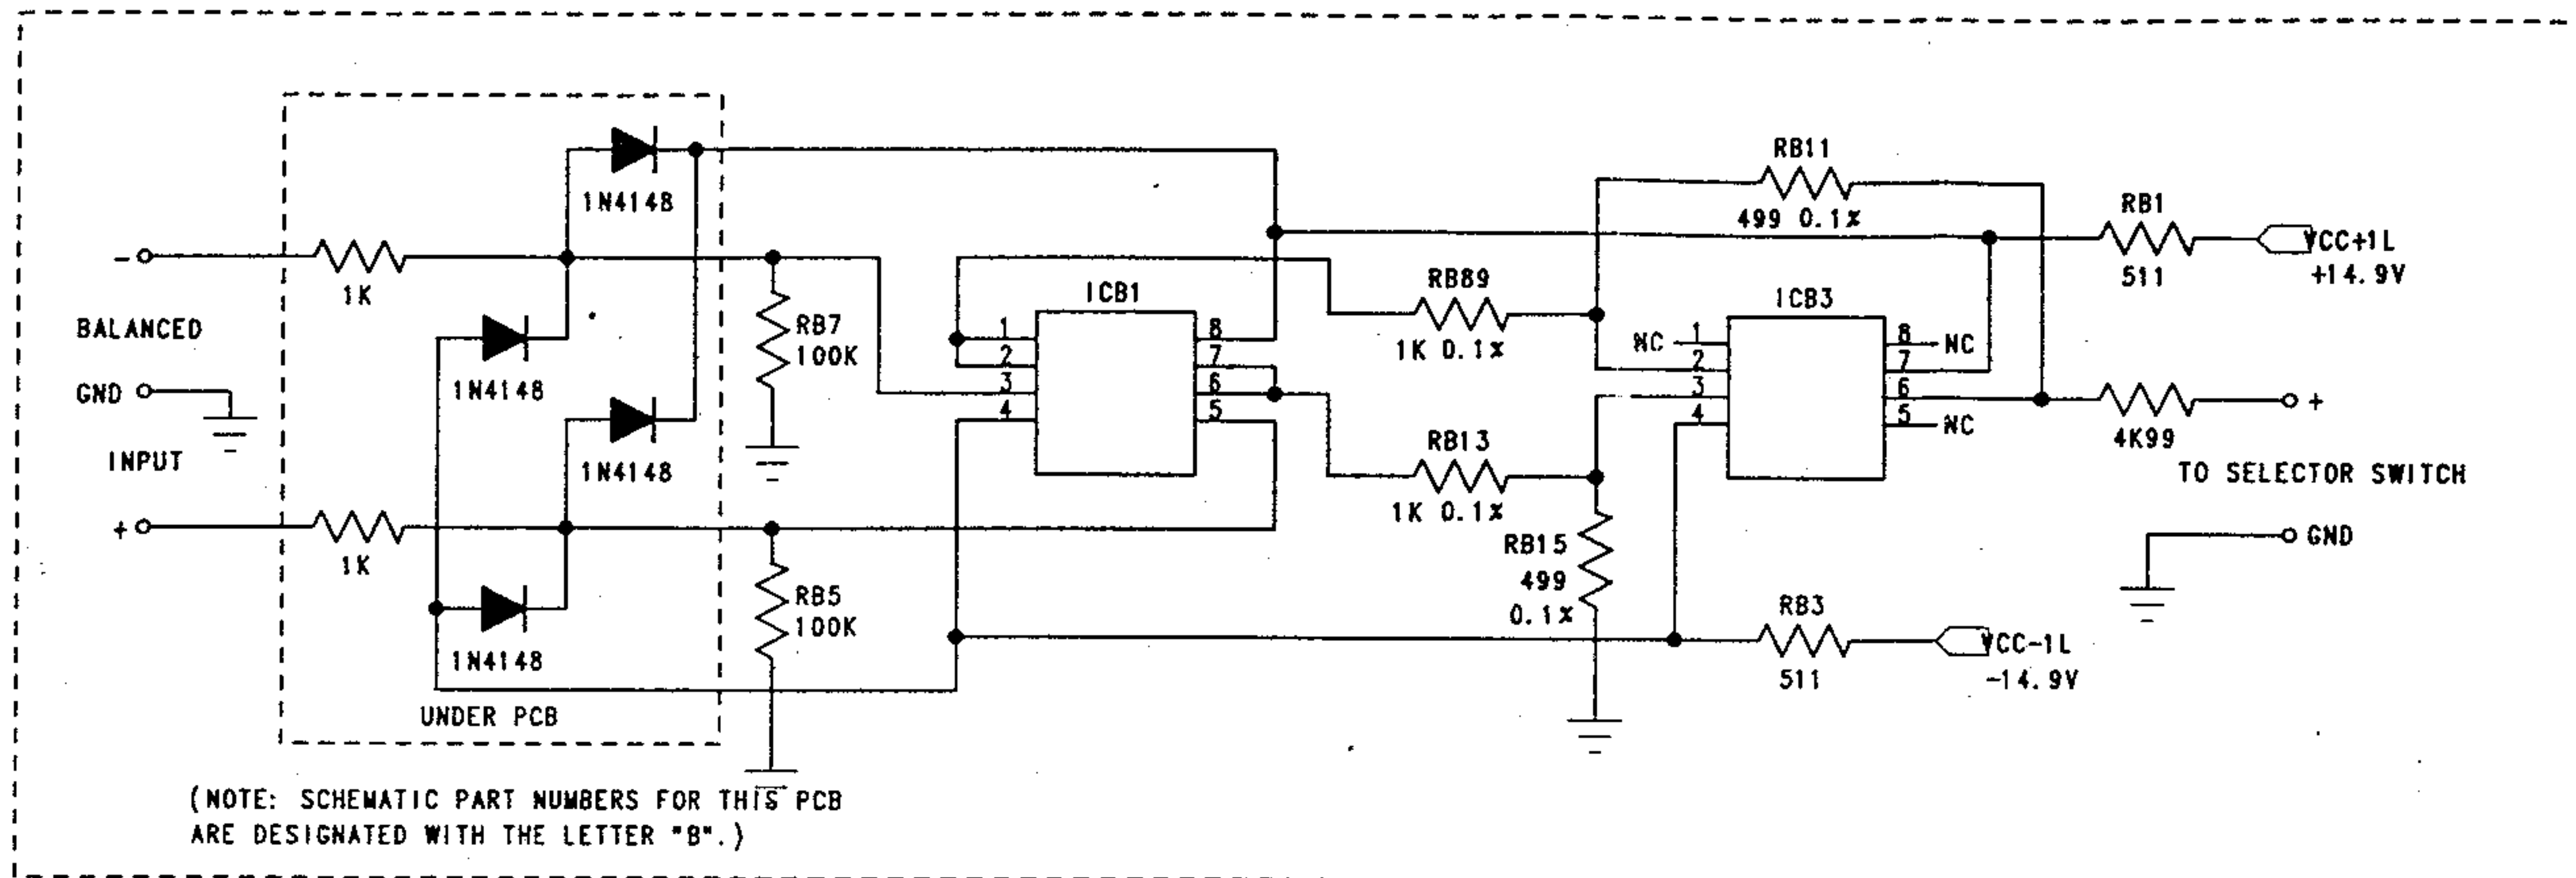 1N4148
1K
1N4148
1N4148
1K
1N4148
UNDER PCB
-
BALANCED
GND
INPUT
+
RB7
100K
RB5
100K
ICB1
1
2
3
4
8
7
6
5
RB89
1K 0.1%
RB13
1K 0.1%
RB15
499
0.1%
RB11
499 0.1%
ICB3
NC
1
2
3
4
8
NC
7
6
5
NC
RB1
511
VCC+1L
+14.9V
4K99
+
TO SELECTOR SWITCH
GND
RB3
511
VCC-1L
-14.9V
(NOTE: SCHEMATIC PART NUMBERS FOR THIS PCB
ARE DESIGNATED WITH THE LETTER "B".)